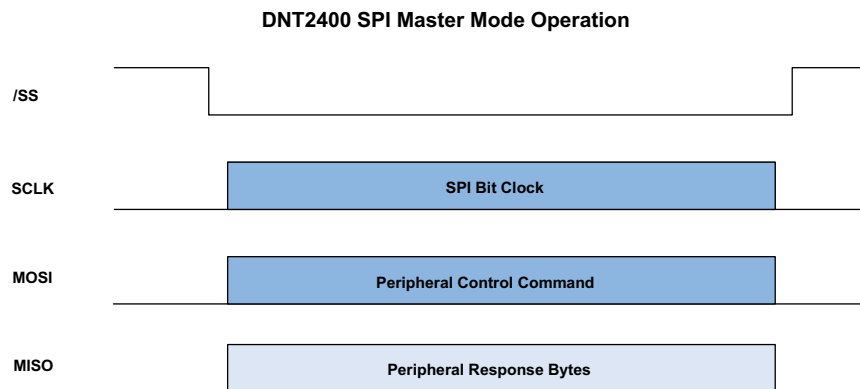 DNT2400 SPI Master Mode Operation
/SS
SCLK
SPI Bit Clock
MOSI
Peripheral Control Command
MISO
Peripheral Response Bytes